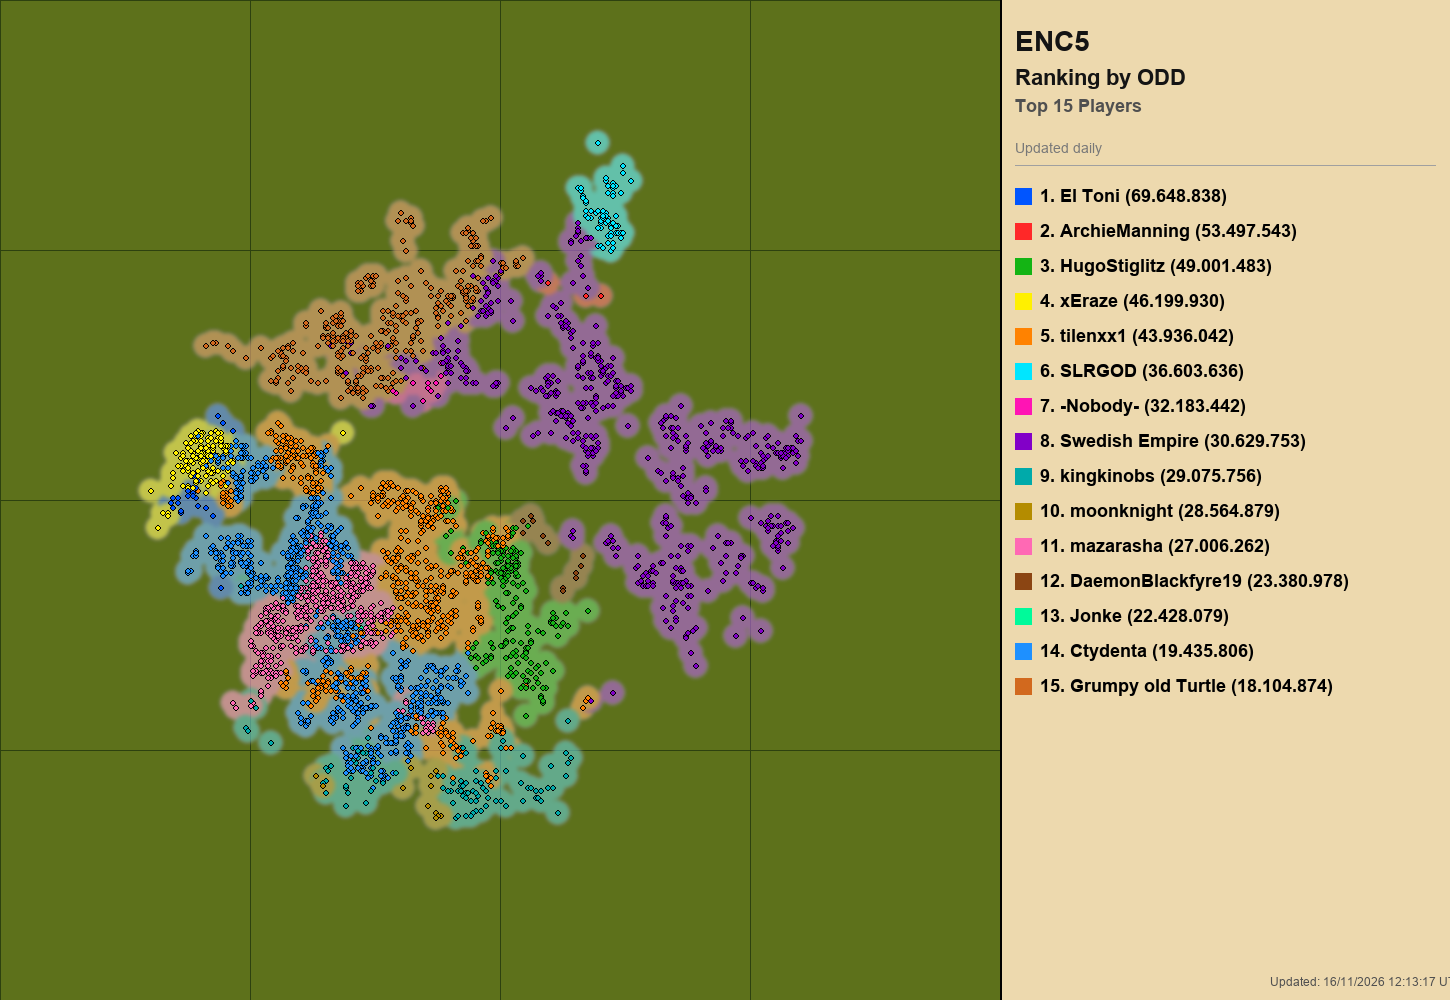 ENC5
Ranking by ODD
Top 15 Players
Updated daily
1. El Toni (69.648.838)
2. ArchieManning (53.497.543)
3. HugoStiglitz (49.001.483)
4. xEraze (46.199.930)
5. tilenxx1 (43.936.042)
6. SLRGOD (36.603.636)
7. -Nobody- (32.183.442)
8. Swedish Empire (30.629.753)
9. kingkinobs (29.075.756)
10. moonknight (28.564.879)
11. mazarasha (27.006.262)
12. DaemonBlackfyre19 (23.380.978)
13. Jonke (22.428.079)
14. Ctydenta (19.435.806)
15. Grumpy old Turtle (18.104.874)
Updated: 16/11/2026 12:13:17